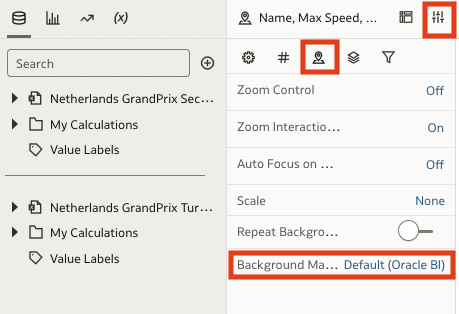 (x)
Name, Max Speed, ...
Search
Netherlands GrandPrix Sec...
My Calculations
Value Labels
Netherlands GrandPrix Tur...
My Calculations
Value Labels
Zoom Control Off
Zoom Interactio... On
Auto Focus on ... Off
Scale None
Repeat Backgro...
Background Ma... Default (Oracle BI)